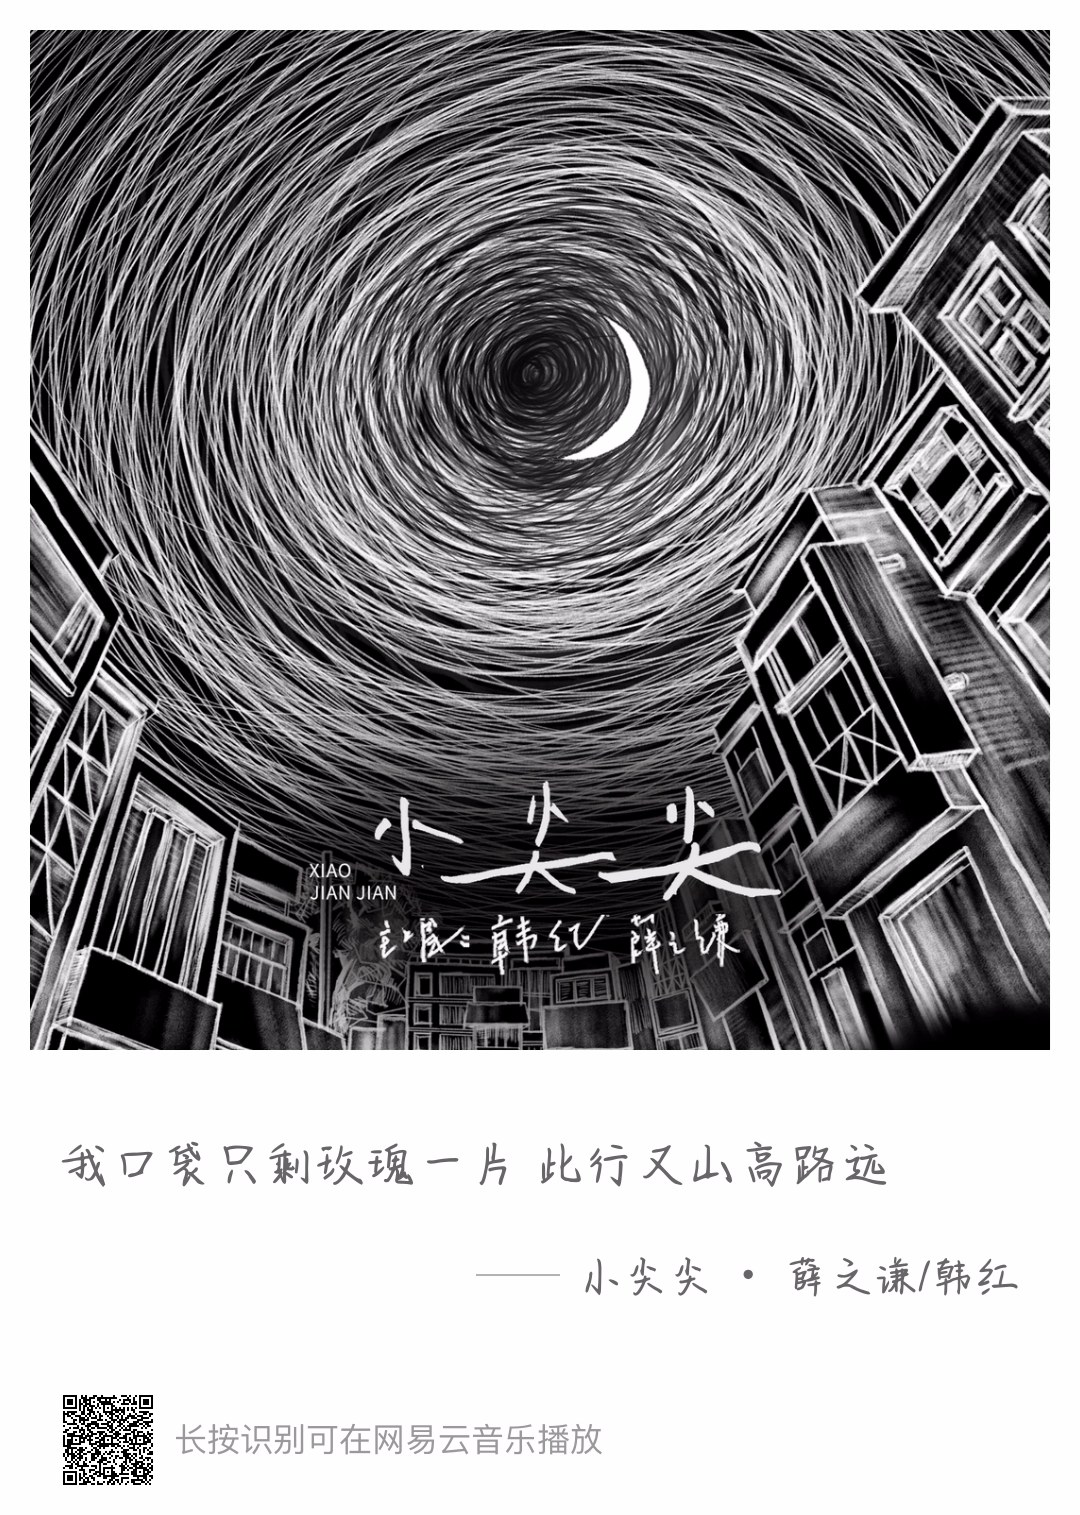 小尖尖
XIAO
JIAN JIAN
主唱：韩红 薛之谦
我口袋只剩玫瑰一片 此行又山高路远
—— 小尖尖 • 薛之谦/韩红
长按识别可在网易云音乐播放